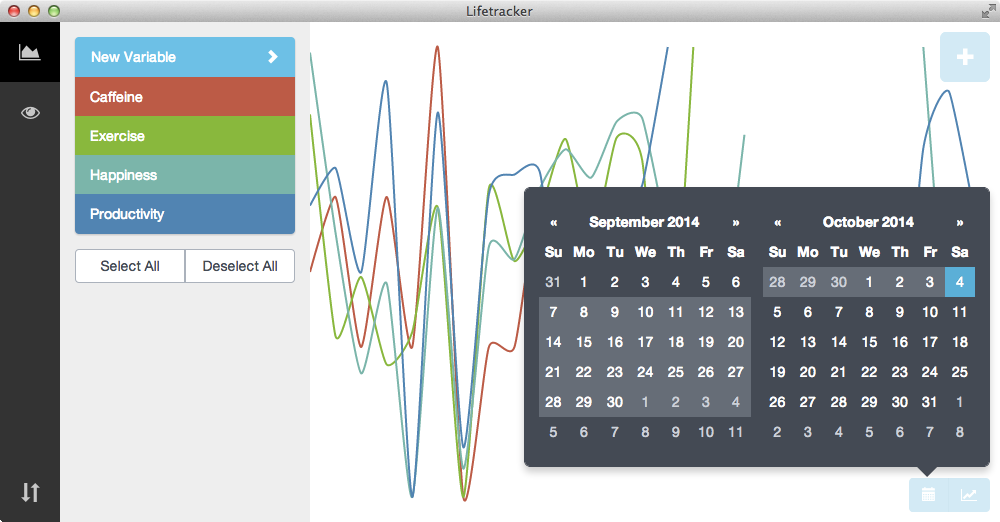 Lifetracker
New Variable
Caffeine
Exercise
Happiness
Productivity
Select All
Deselect All
« September 2014 »
Su Mo Tu We Th Fr Sa
31 1 2 3 4 5 6
7 8 9 10 11 12 13
14 15 16 17 18 19 20
21 22 23 24 25 26 27
28 29 30 1 2 3 4
5 6 7 8 9 10 11
« October 2014 »
Su Mo Tu We Th Fr Sa
28 29 30 1 2 3 4
5 6 7 8 9 10 11
12 13 14 15 16 17 18
19 20 21 22 23 24 25
26 27 28 29 30 31 1
2 3 4 5 6 7 8